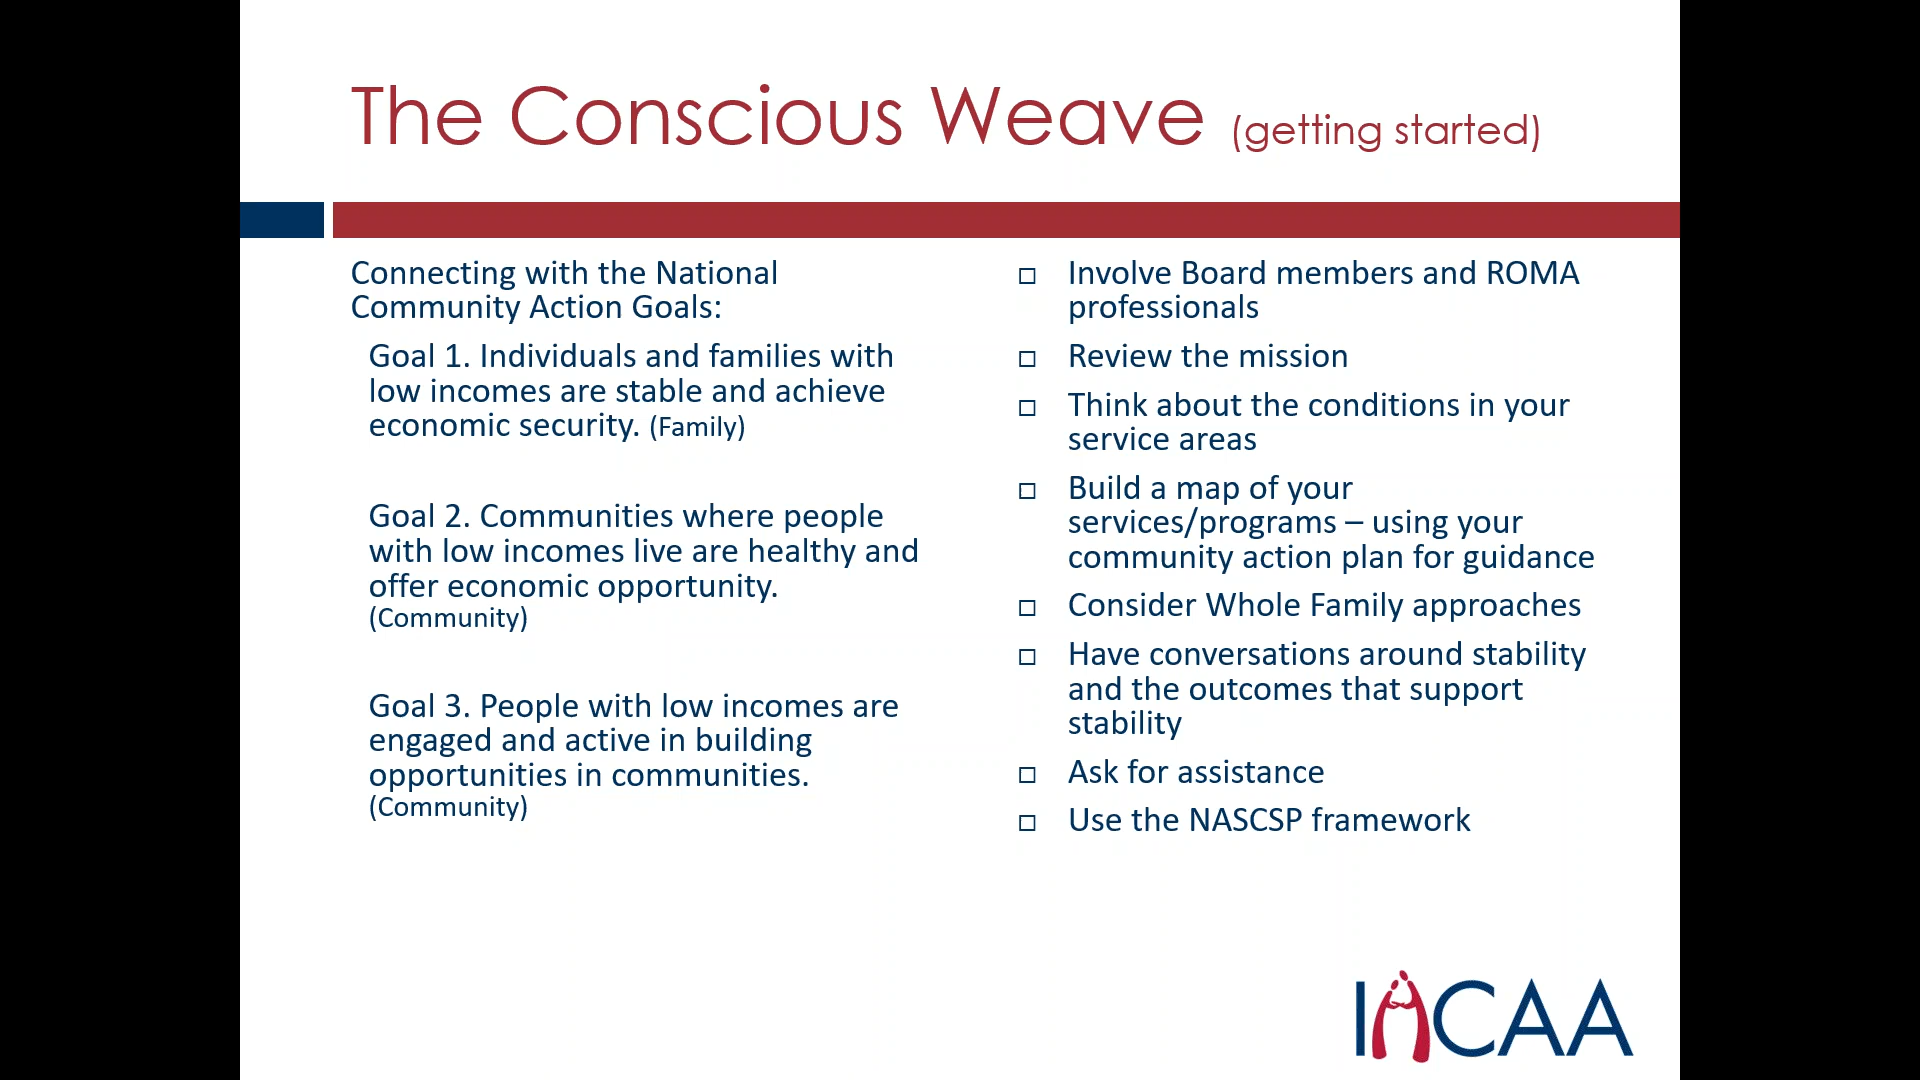 The Conscious Weave (getting started)
Connecting with the National
Community Action Goals:
Goal 1. Individuals and families with
low incomes are stable and achieve
economic security. (Family)
Goal 2. Communities where people
with low incomes live are healthy and
offer economic opportunity.
(Community)
Goal 3. People with low incomes are
engaged and active in building
opportunities in communities.
(Community)
Involve Board members and ROMA
professionals
Review the mission
Think about the conditions in your
service areas
Build a map of your
services/programs – using your
community action plan for guidance
Consider Whole Family approaches
Have conversations around stability
and the outcomes that support
stability
Ask for assistance
Use the NASCSP framework
IACAA